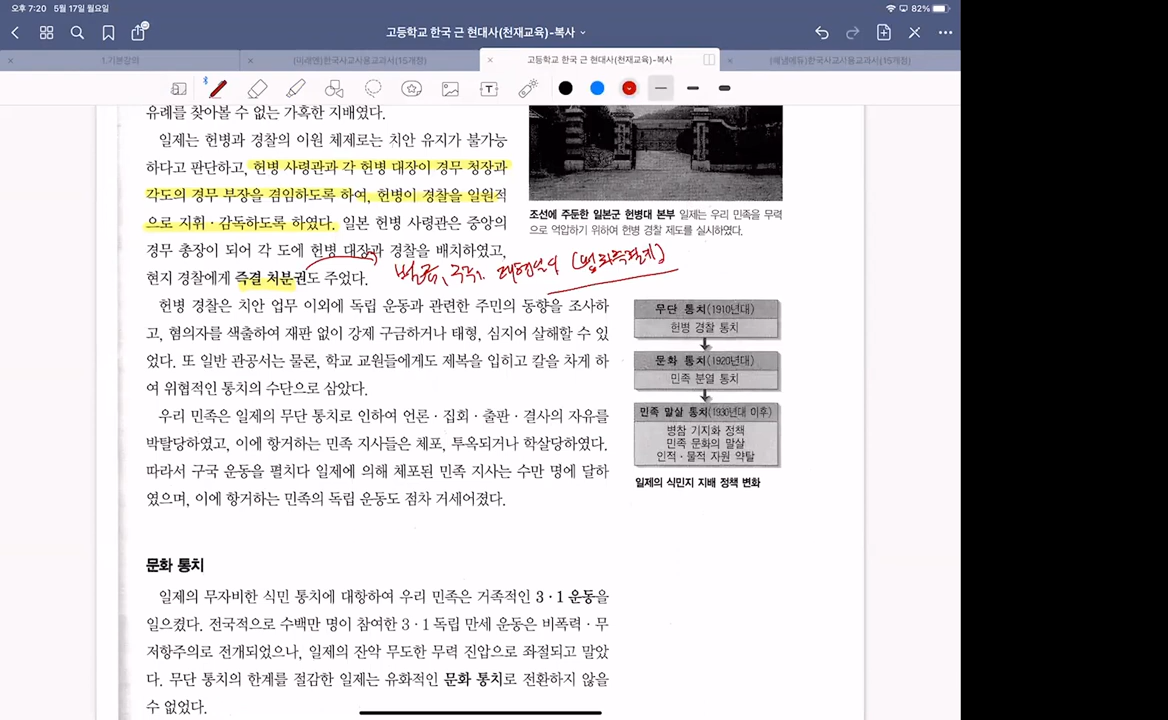 오후 7:20 5월 17일 월요일
82%
고등학교 한국 근 현대사(천재교육)-복사
1.기본강의
(미래엔)한국사교사용교과서(15개정)
고등학교 한국 근 현대사(천재교육)-복사
(해냄에듀)한국사교사용교과서(15개정)
유례를 찾아볼 수 없는 가혹한 지배였다.
일제는 헌병과 경찰의 이원 체제로는 치안 유지가 불가능
하다고 판단하고, 헌병 사령관과 각 헌병 대장이 경무 청장과
각도의 경무 부장을 겸임하도록 하여, 헌병이 경찰을 일원적
으로 지휘·감독하도록 하였다. 일본 헌병 사령관은 중앙의
경무 총장이 되어 각 도에 헌병 대장과 경찰을 배치하였고,
현지 경찰에게 즉결 처분권도 주었다.
헌병 경찰은 치안 업무 이외에 독립 운동과 관련한 주민의 동향을 조사하
고, 혐의자를 색출하여 재판 없이 강제 구금하거나 태형, 심지어 살해할 수 있
었다. 또 일반 관공서는 물론, 학교 교원들에게도 제복을 입히고 칼을 차게 하
여 위협적인 통치의 수단으로 삼았다.
우리 민족은 일제의 무단 통치로 인하여 언론·집회·출판·결사의 자유를
박탈당하였고, 이에 항거하는 민족 지사들은 체포, 투옥되거나 학살당하였다.
따라서 구국 운동을 펼치다 일제에 의해 체포된 민족 지사는 수만 명에 달하
였으며, 이에 항거하는 민족의 독립 운동도 점차 거세어졌다.
조선에 주둔한 일본군 헌병대 본부 일제는 우리 민족을 무력
으로 억압하기 위하여 헌병 경찰 제도를 실시하였다.
무단 통치(1910년대)
헌병 경찰 통치
문화 통치(1920년대)
민족 분열 통치
민족 말살 통치(1930년대 이후)
병참 기지화 정책
민족 문화의 말살
인적·물적 자원 약탈
일제의 식민지 지배 정책 변화
문화 통치
일제의 무자비한 식민 통치에 대항하여 우리 민족은 거족적인 3·1 운동을
일으켰다. 전국적으로 수백만 명이 참여한 3·1 독립 만세 운동은 비폭력·무
저항주의로 전개되었으나, 일제의 잔악 무도한 무력 진압으로 좌절되고 말았
다. 무단 통치의 한계를 절감한 일제는 유화적인 문화 통치로 전환하지 않을
수 없었다.